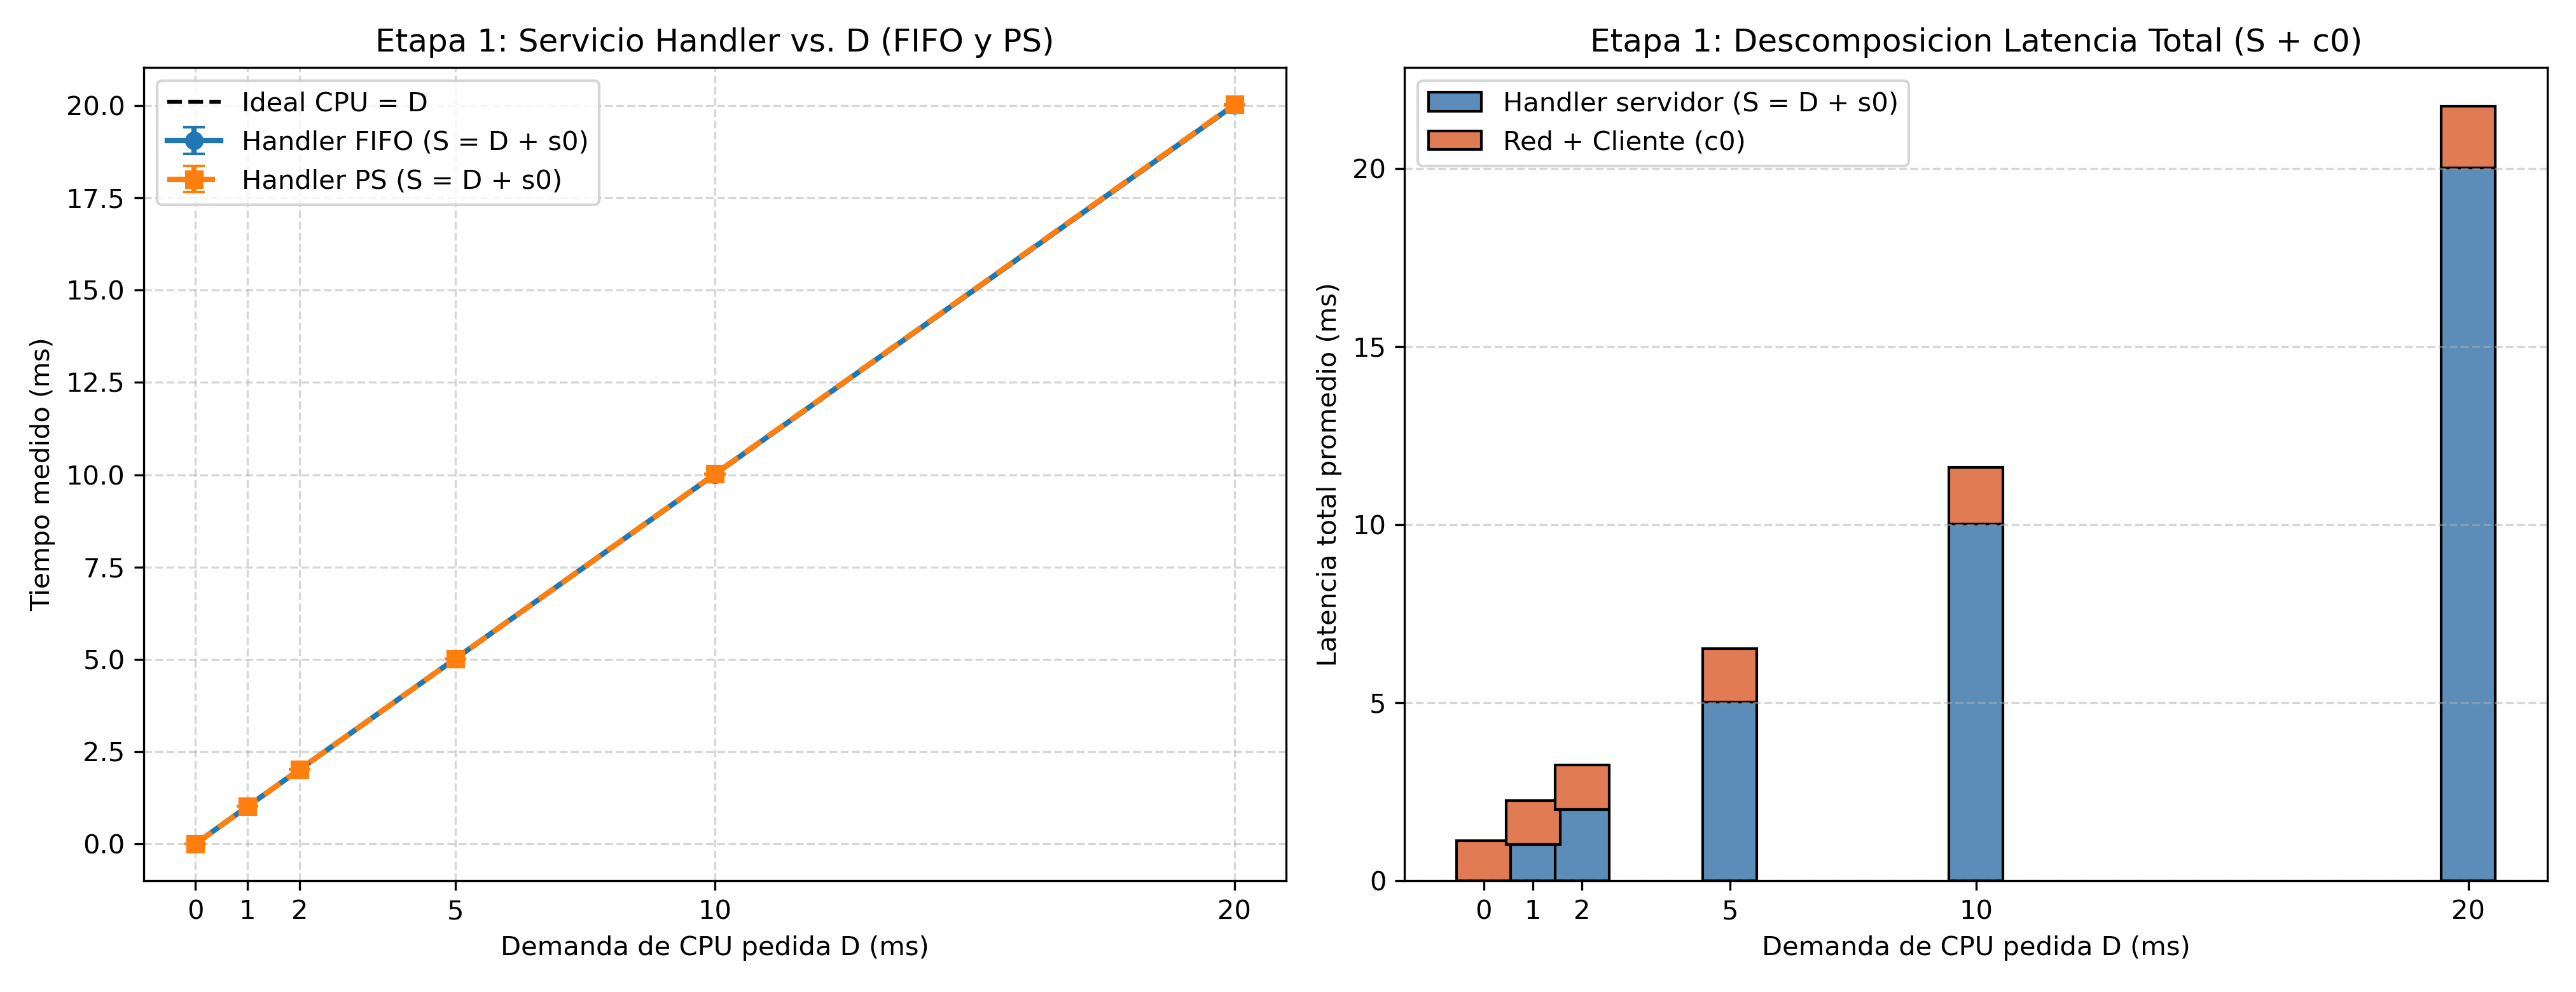 Etapa 1: Servicio Handler vs. D (FIFO y PS)
Ideal CPU = D
Handler FIFO (S = D + s0)
Handler PS (S = D + s0)
Tiempo medido (ms)
20.0
17.5
15.0
12.5
10.0
7.5
5.0
2.5
0.0
0 1 2 5 10 20
Demanda de CPU pedida D (ms)
Etapa 1: Descomposicion Latencia Total (S + c0)
Handler servidor (S = D + s0)
Red + Cliente (c0)
Latencia total promedio (ms)
20
15
10
5
0
0 1 2 5 10 20
Demanda de CPU pedida D (ms)